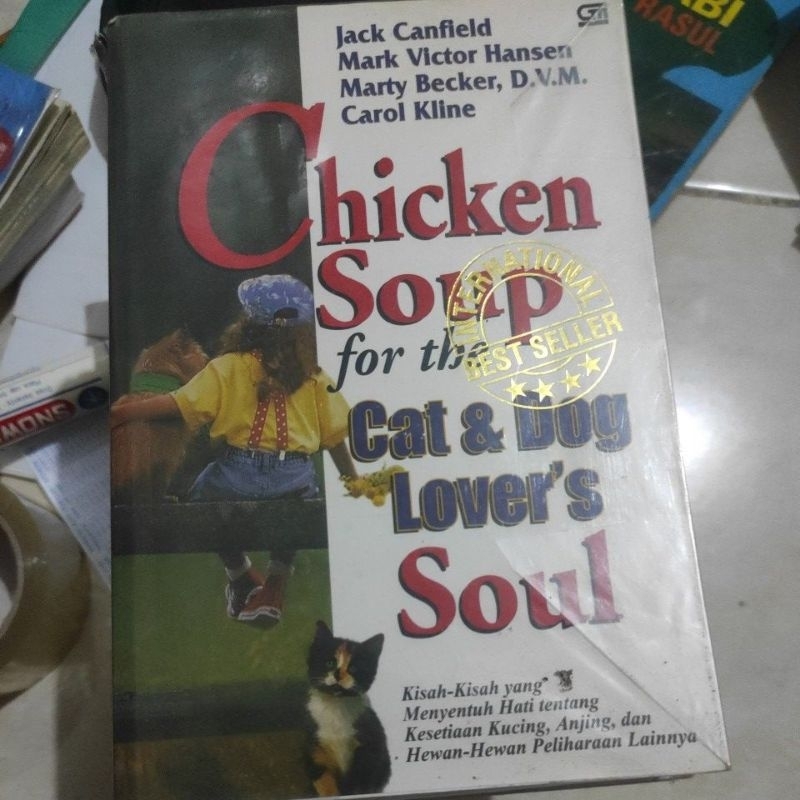 Jack Canfield
Mark Victor Hansen
Marty Becker, D.V.M.
Carol Kline
Chicken
Soup
for the
Cat & Dog
Lover's
Soul
INTERNATIONAL
BEST SELLER
Kisah-Kisah yang
Menyentuh Hati tentang
Kesetiaan Kucing, Anjing, dan
Hewan-Hewan Peliharaan Lainnya
RASUL
SNOW